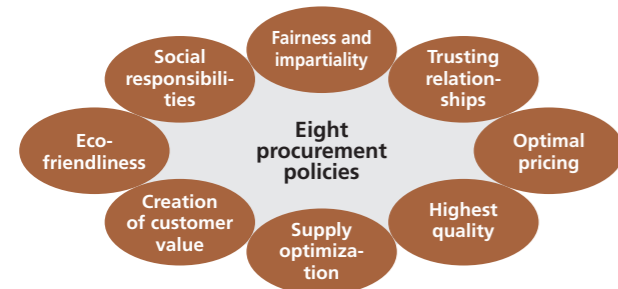 Fairness and
impartiality
Social
responsibili-
ties
Trusting
relation-
ships
Eco-
friendliness
Eight
procurement
policies
Optimal
pricing
Creation
of customer
value
Highest
quality
Supply
optimiza-
tion